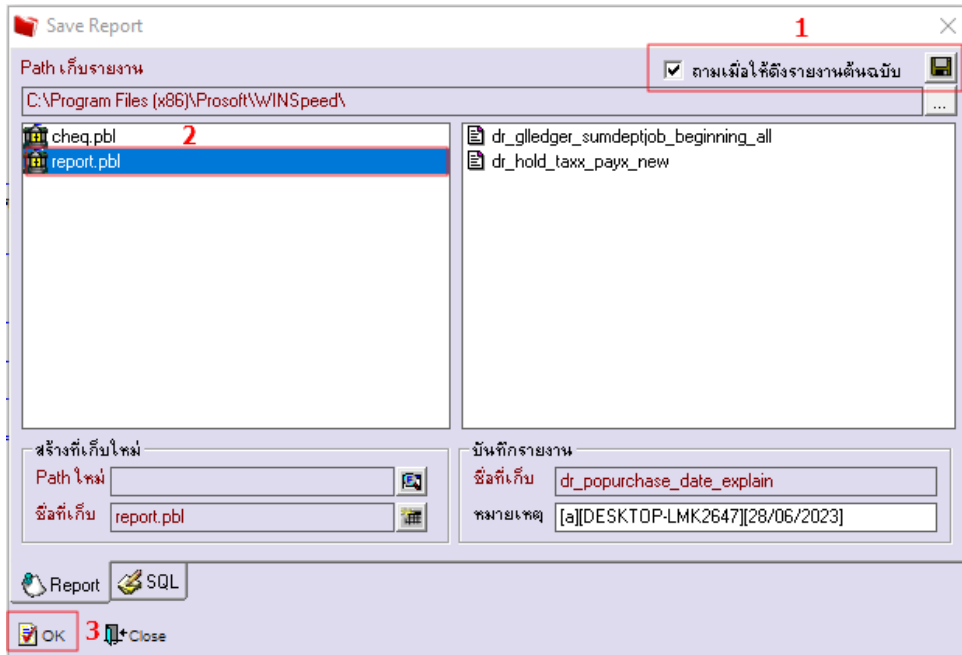 Save Report
1
Path เก็บรายงาน
ถามเมื่อให้ดึงรายงานต้นฉบับ
C:\Program Files (x86)\Prosoft\WINSpeed\
...
cheq.pbl
2
report.pbl
dr_glledger_sumdeptjob_beginning_all
dr_hold_taxx_payx_new
สร้างที่เก็บใหม่
Path ใหม่
ชื่อที่เก็บ report.pbl
บันทึกรายงาน
ชื่อที่เก็บ dr_popurchase_date_explain
หมายเหตุ [a][DESKTOP-LMK2647][28/06/2023]
Report SQL
OK 3 Close